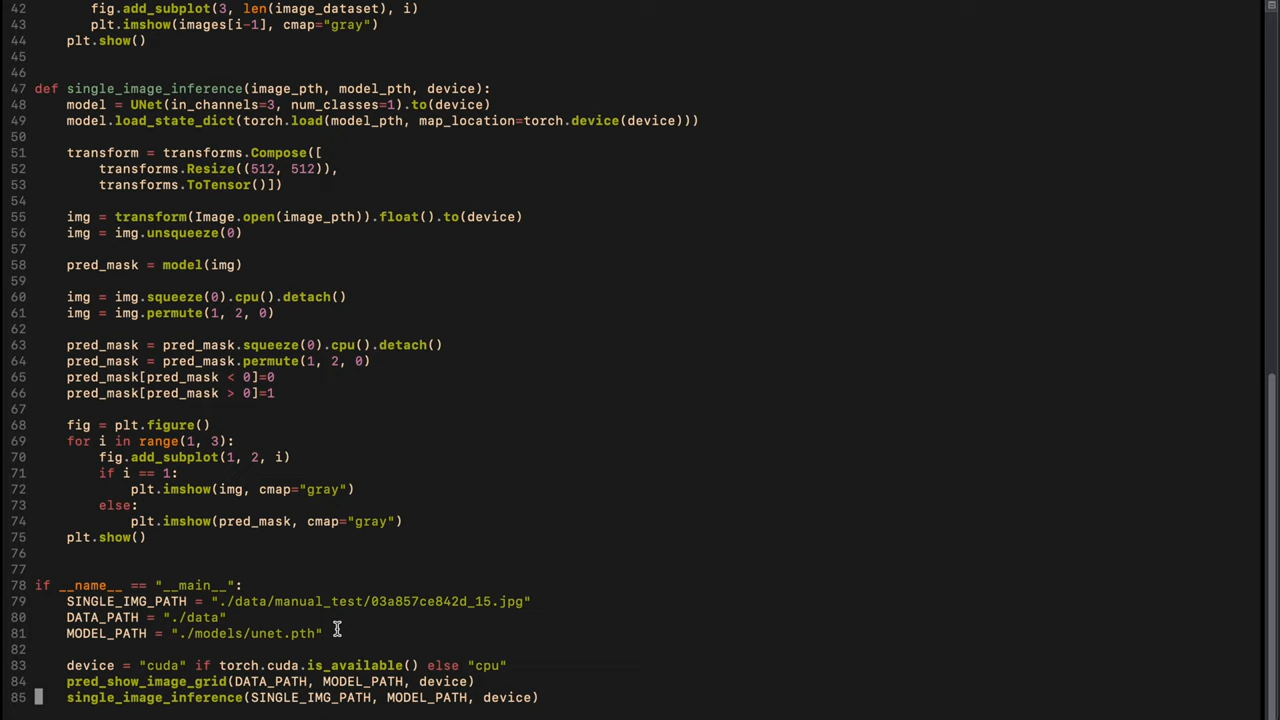 42         fig.add_subplot(3, len(image_dataset), i)
43         plt.imshow(images[i-1], cmap="gray")
44     plt.show()
45
46
47 def single_image_inference(image_pth, model_pth, device):
48     model = UNet(in_channels=3, num_classes=1).to(device)
49     model.load_state_dict(torch.load(model_pth, map_location=torch.device(device)))
50
51     transform = transforms.Compose([
52         transforms.Resize((512, 512)),
53         transforms.ToTensor()])
54
55     img = transform(Image.open(image_pth)).float().to(device)
56     img = img.unsqueeze(0)
57
58     pred_mask = model(img)
59
60     img = img.squeeze(0).cpu().detach()
61     img = img.permute(1, 2, 0)
62
63     pred_mask = pred_mask.squeeze(0).cpu().detach()
64     pred_mask = pred_mask.permute(1, 2, 0)
65     pred_mask[pred_mask < 0]=0
66     pred_mask[pred_mask > 0]=1
67
68     fig = plt.figure()
69     for i in range(1, 3):
70         fig.add_subplot(1, 2, i)
71         if i == 1:
72             plt.imshow(img, cmap="gray")
73         else:
74             plt.imshow(pred_mask, cmap="gray")
75     plt.show()
76
77
78 if __name__ == "__main__":
79     SINGLE_IMG_PATH = "./data/manual_test/03a857ce842d_15.jpg"
80     DATA_PATH = "./data"
81     MODEL_PATH = "./models/unet.pth"
82
83     device = "cuda" if torch.cuda.is_available() else "cpu"
84     pred_show_image_grid(DATA_PATH, MODEL_PATH, device)
85     single_image_inference(SINGLE_IMG_PATH, MODEL_PATH, device)